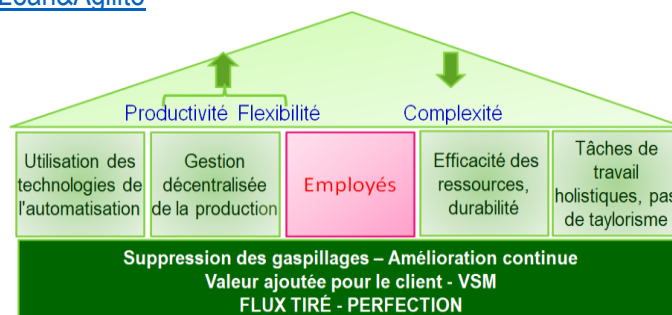 Lean&Agilité
Productivité Flexibilité Complexité
Utilisation des
technologies de
l'automatisation
Gestion
décentralisée
de la production
Employés
Efficacité des
ressources,
durabilité
Tâches de
travail
holistiques, pas
de taylorisme
Suppression des gaspillages – Amélioration continue
Valeur ajoutée pour le client - VSM
FLUX TIRÉ - PERFECTION